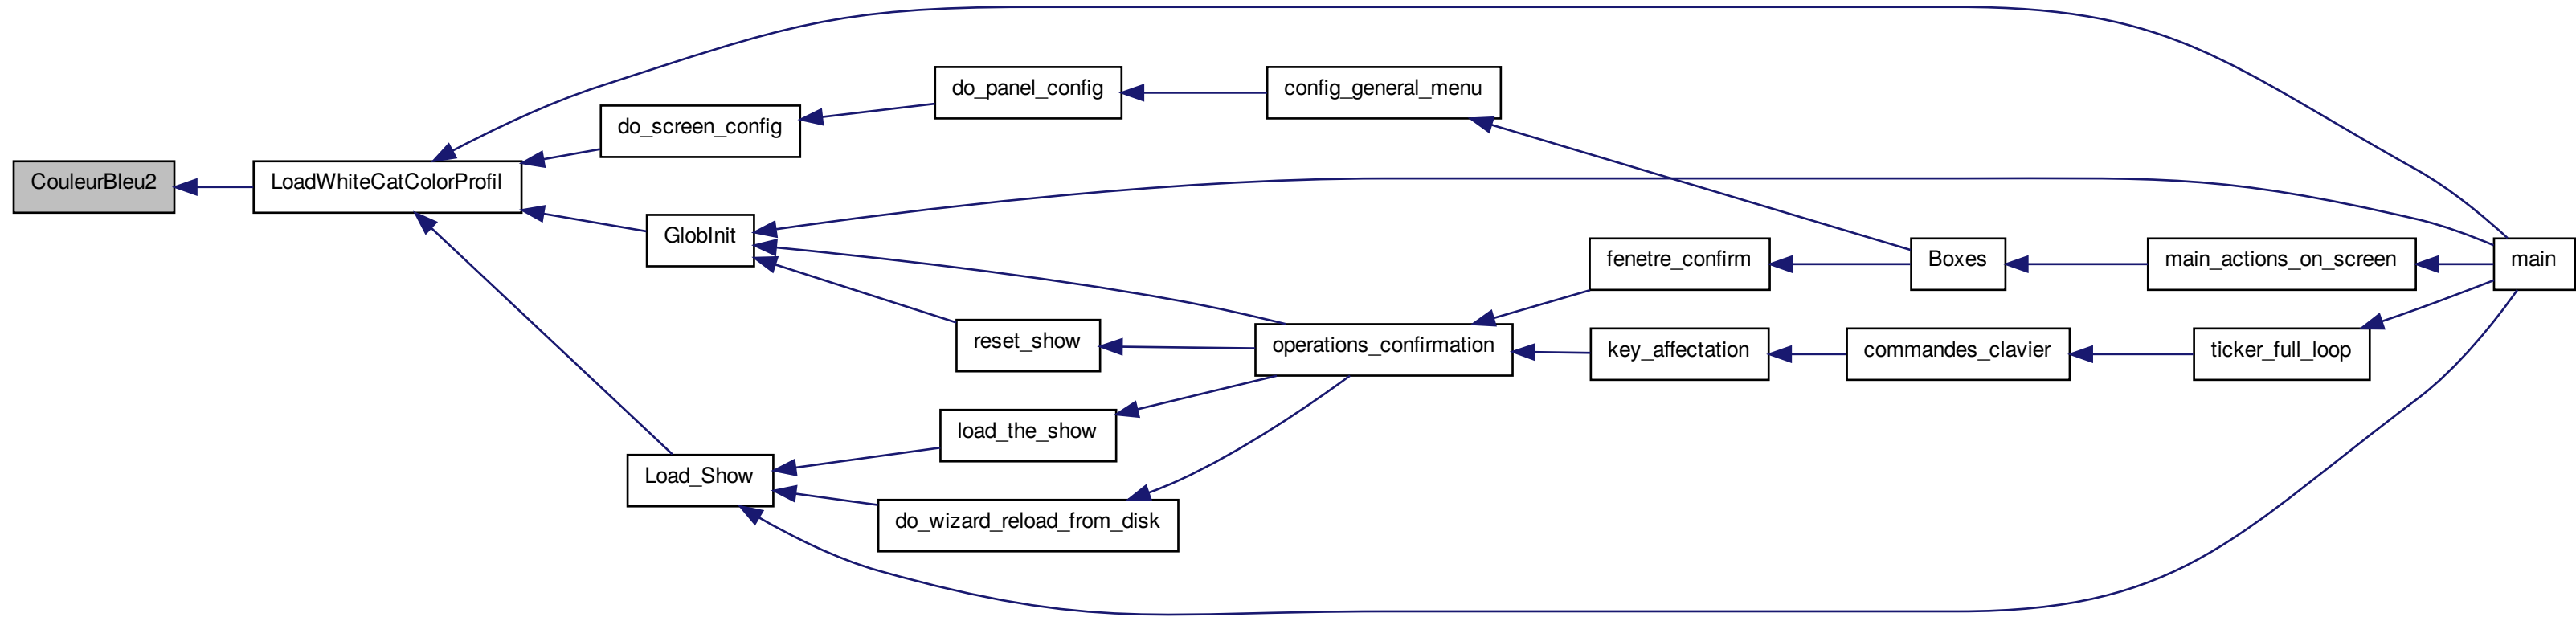 CouleurBleu2
LoadWhiteCatColorProfil
do_screen_config
do_panel_config
config_general_menu
GlobInit
reset_show
operations_confirmation
fenetre_confirm
Boxes
main_actions_on_screen
main
key_affectation
commandes_clavier
ticker_full_loop
load_the_show
Load_Show
do_wizard_reload_from_disk